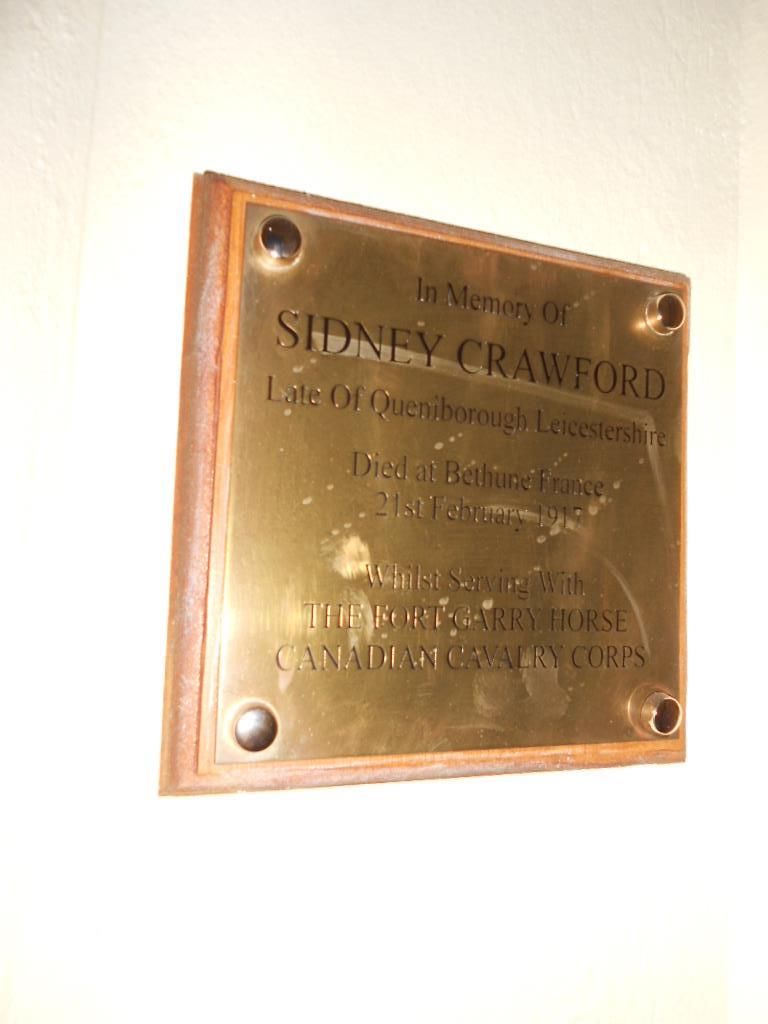 In Memory Of
SIDNEY CRAWFORD
Late Of Queniborough Leicestershire
Died at Bethune France
21st February 1917
Whilst Serving With
THE FORT GARRY HORSE
CANADIAN CAVALRY CORPS